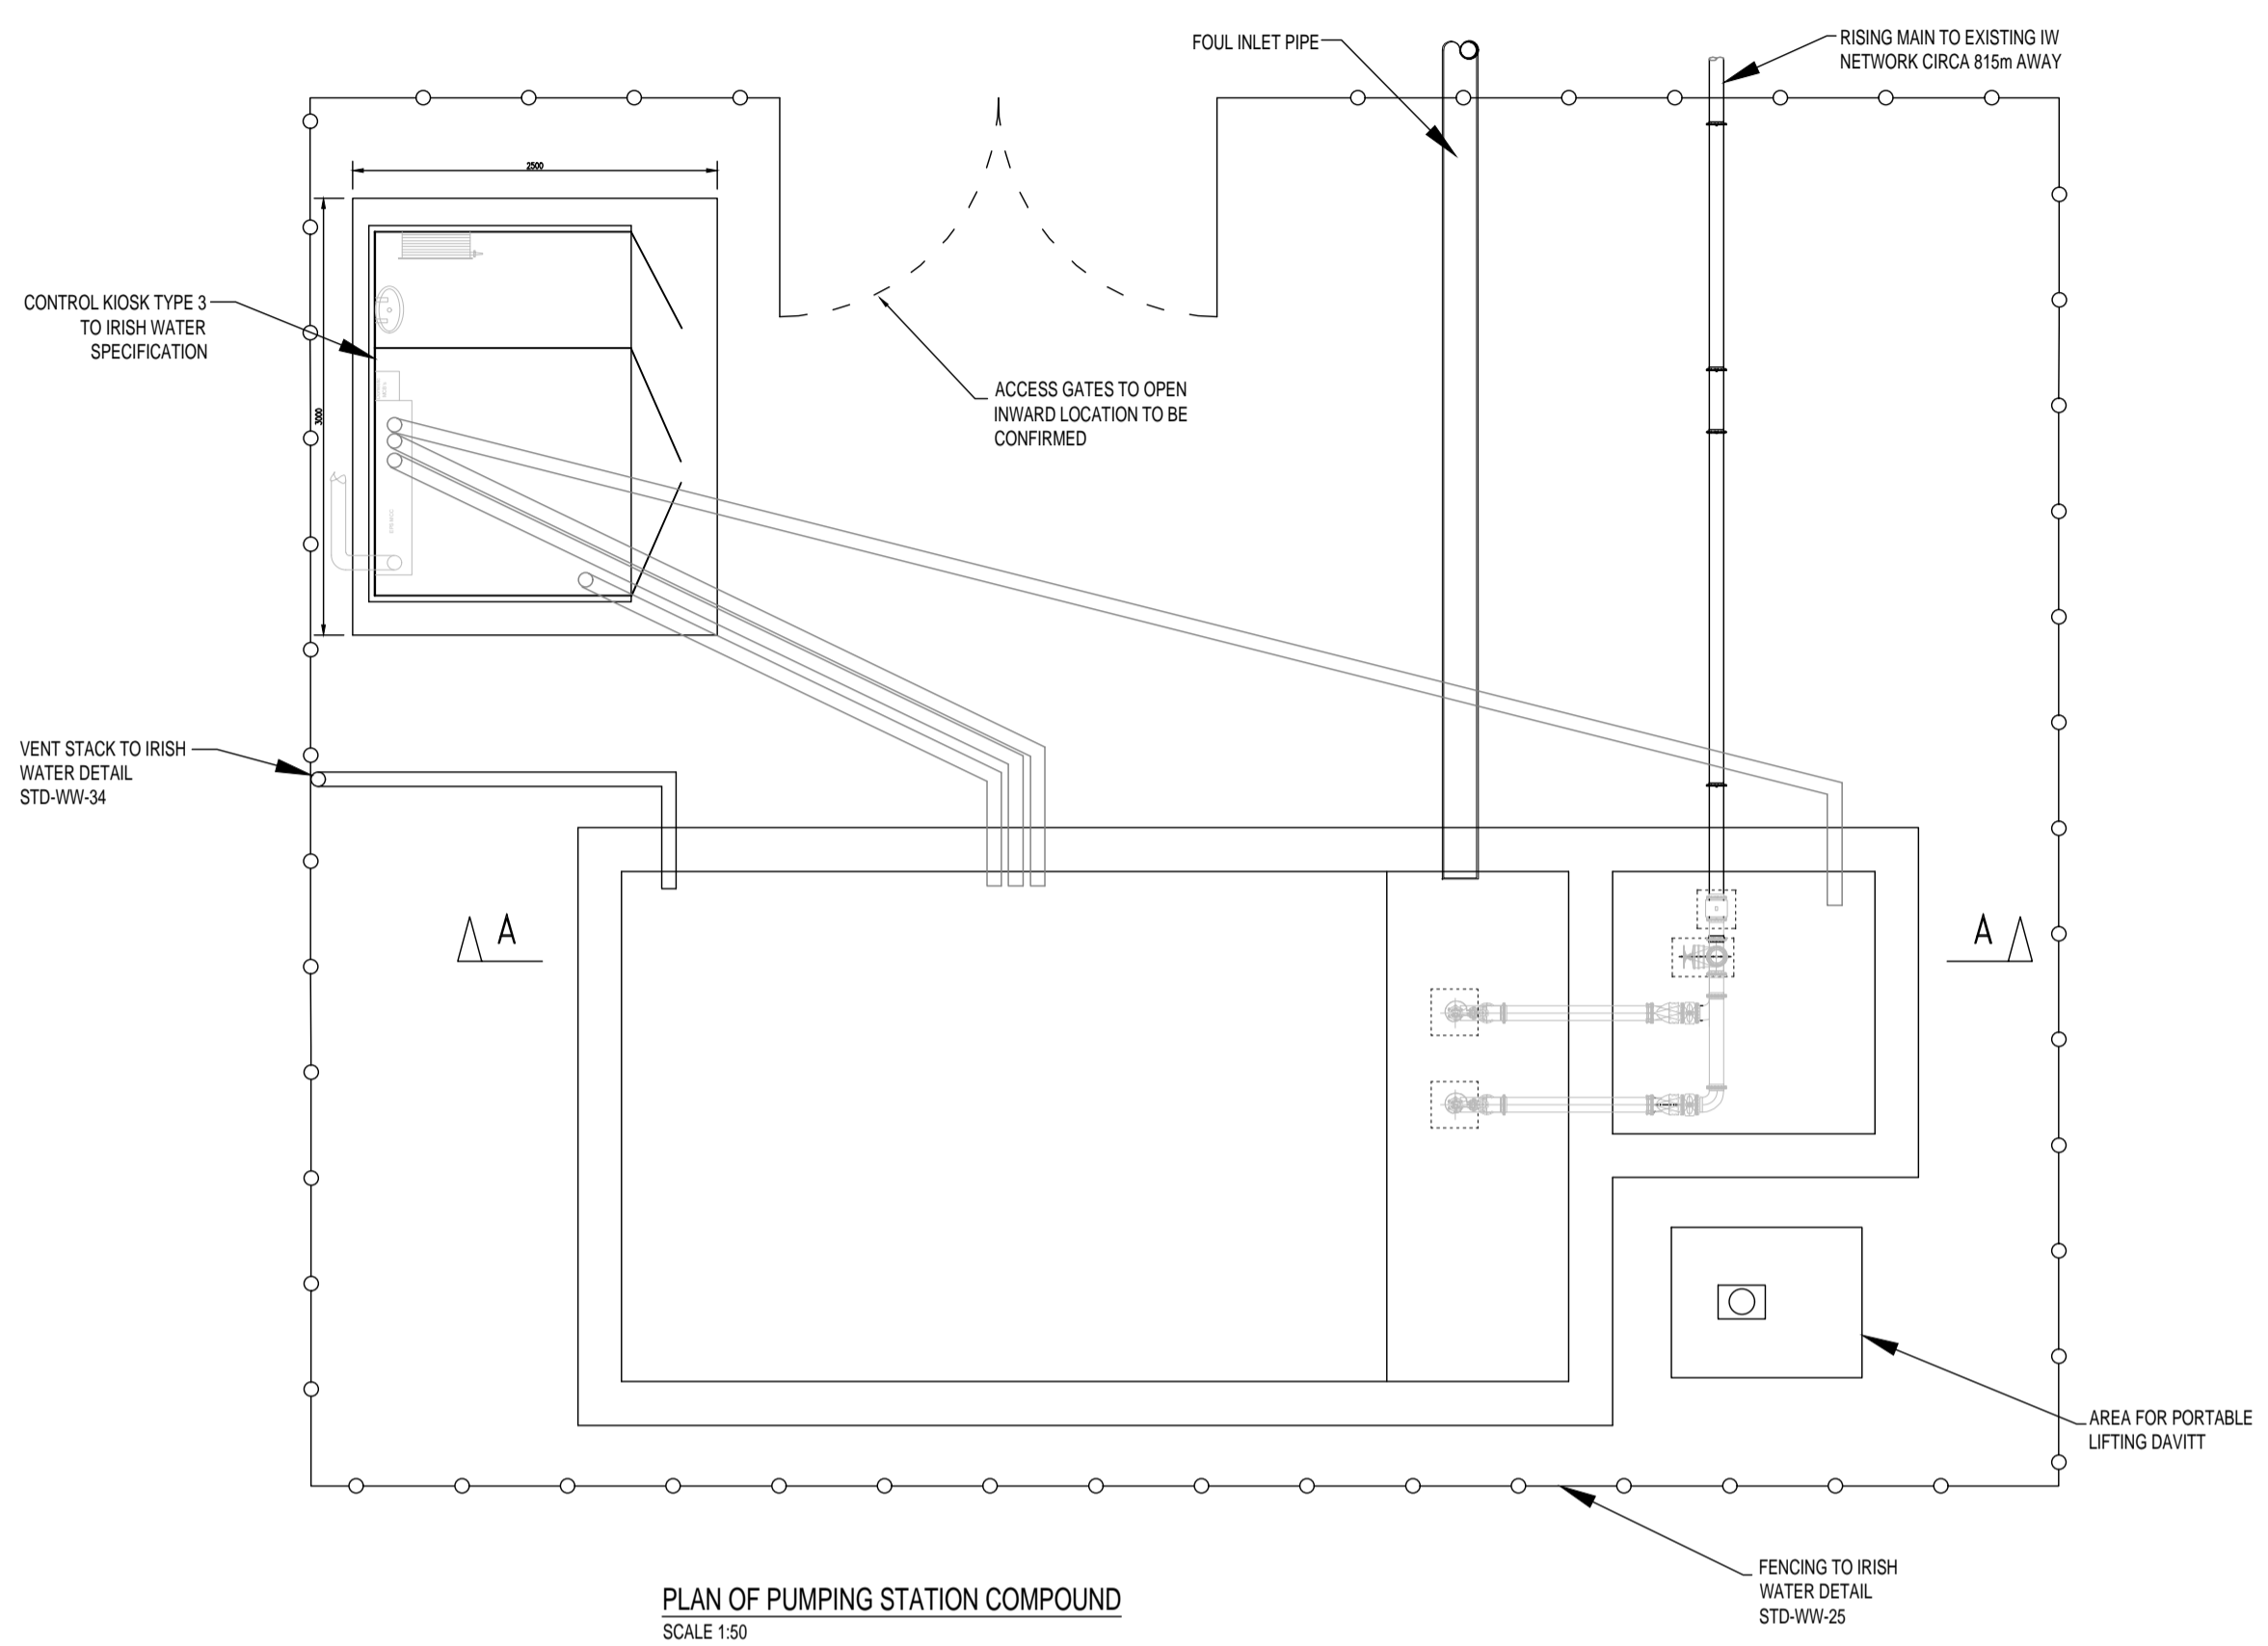 FOUL INLET PIPE
RISING MAIN TO EXISTING IW
NETWORK CIRCA 815m AWAY
2500
CONTROL KIOSK TYPE 3
TO IRISH WATER
SPECIFICATION
3000
ACCESS GATES TO OPEN
INWARD LOCATION TO BE
CONFIRMED
VENT STACK TO IRISH
WATER DETAIL
STD-WW-34
A
A
AREA FOR PORTABLE
LIFTING DAVITT
FENCING TO IRISH
WATER DETAIL
STD-WW-25
PLAN OF PUMPING STATION COMPOUND
SCALE 1:50